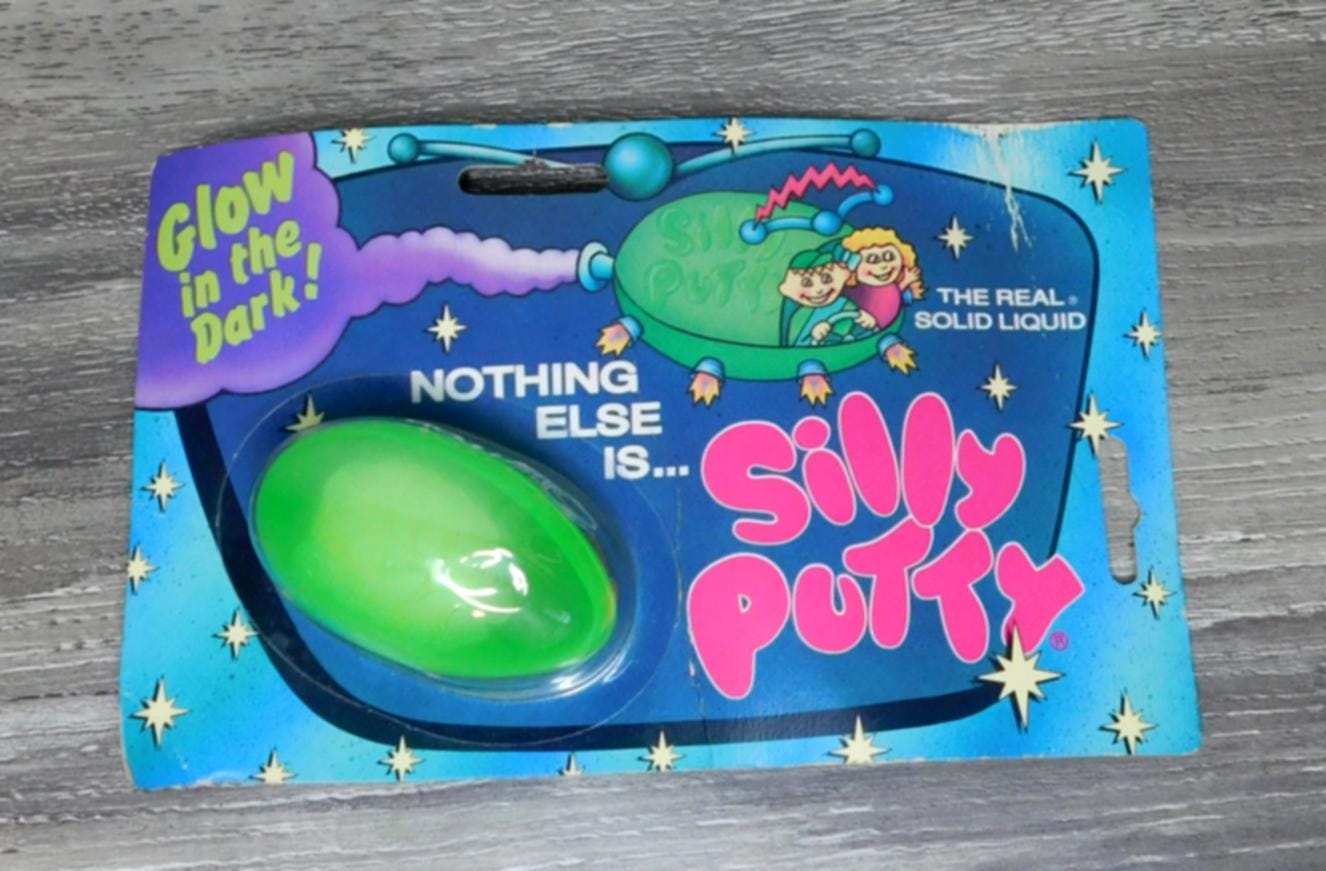 Glow
in the
Dark!
Silly
Putty
THE REAL®
SOLID LIQUID
NOTHING
ELSE
IS...
Silly
PUTTY®